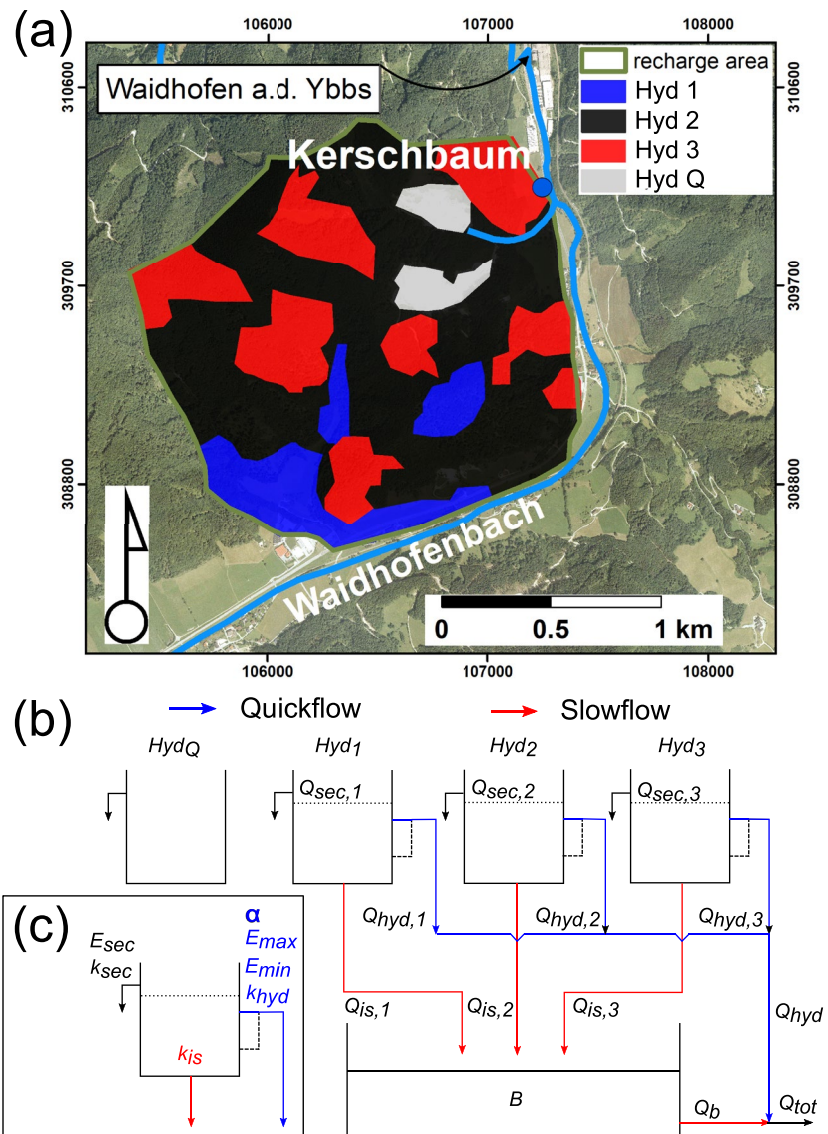 (a)
106000 107000 108000
310600
309700
308800
Waidhofen a.d. Ybbs
recharge area
Hyd 1
Hyd 2
Hyd 3
Hyd Q
Kerschbaum
310600
309700
308800
Waidhofenbach
0 0.5 1 km
106000 107000 108000
(b)
Quickflow Slowflow
HydQ Hyd1 Hyd2 Hyd3
Qsec,1 Qsec,2 Qsec,3
Qhyd,1 Qhyd,2 Qhyd,3
(c)
α
Esec Emax
ksec Emin
khyd
kis
Qis,1 Qis,2 Qis,3 Qhyd
B
Qb Qtot